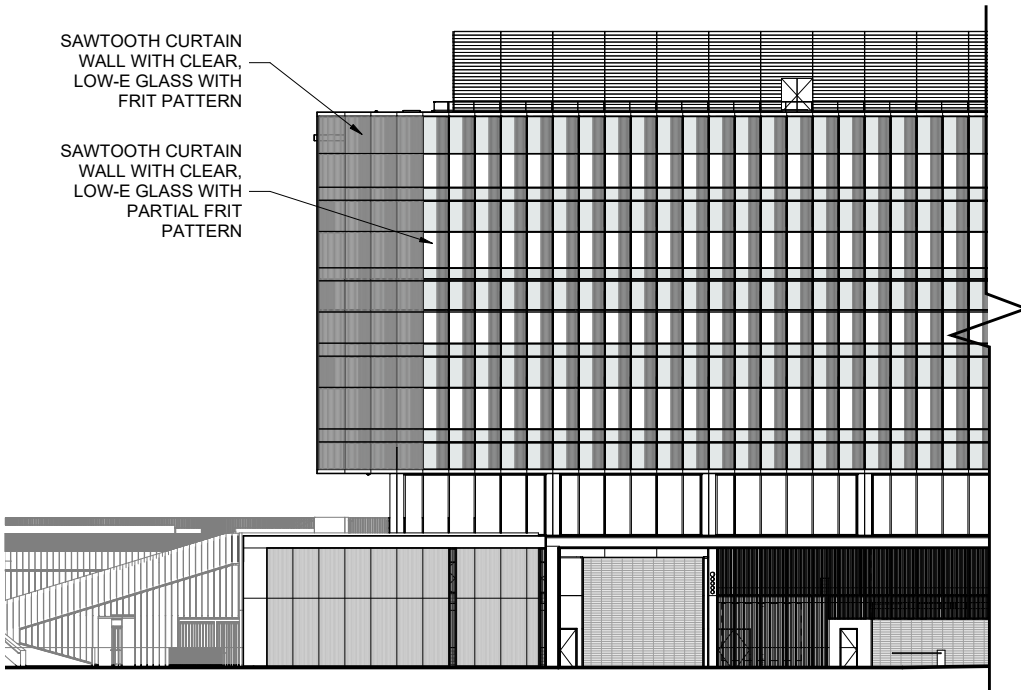 SAWTOOTH CURTAIN
WALL WITH CLEAR,
LOW-E GLASS WITH
FRIT PATTERN
SAWTOOTH CURTAIN
WALL WITH CLEAR,
LOW-E GLASS WITH
PARTIAL FRIT
PATTERN